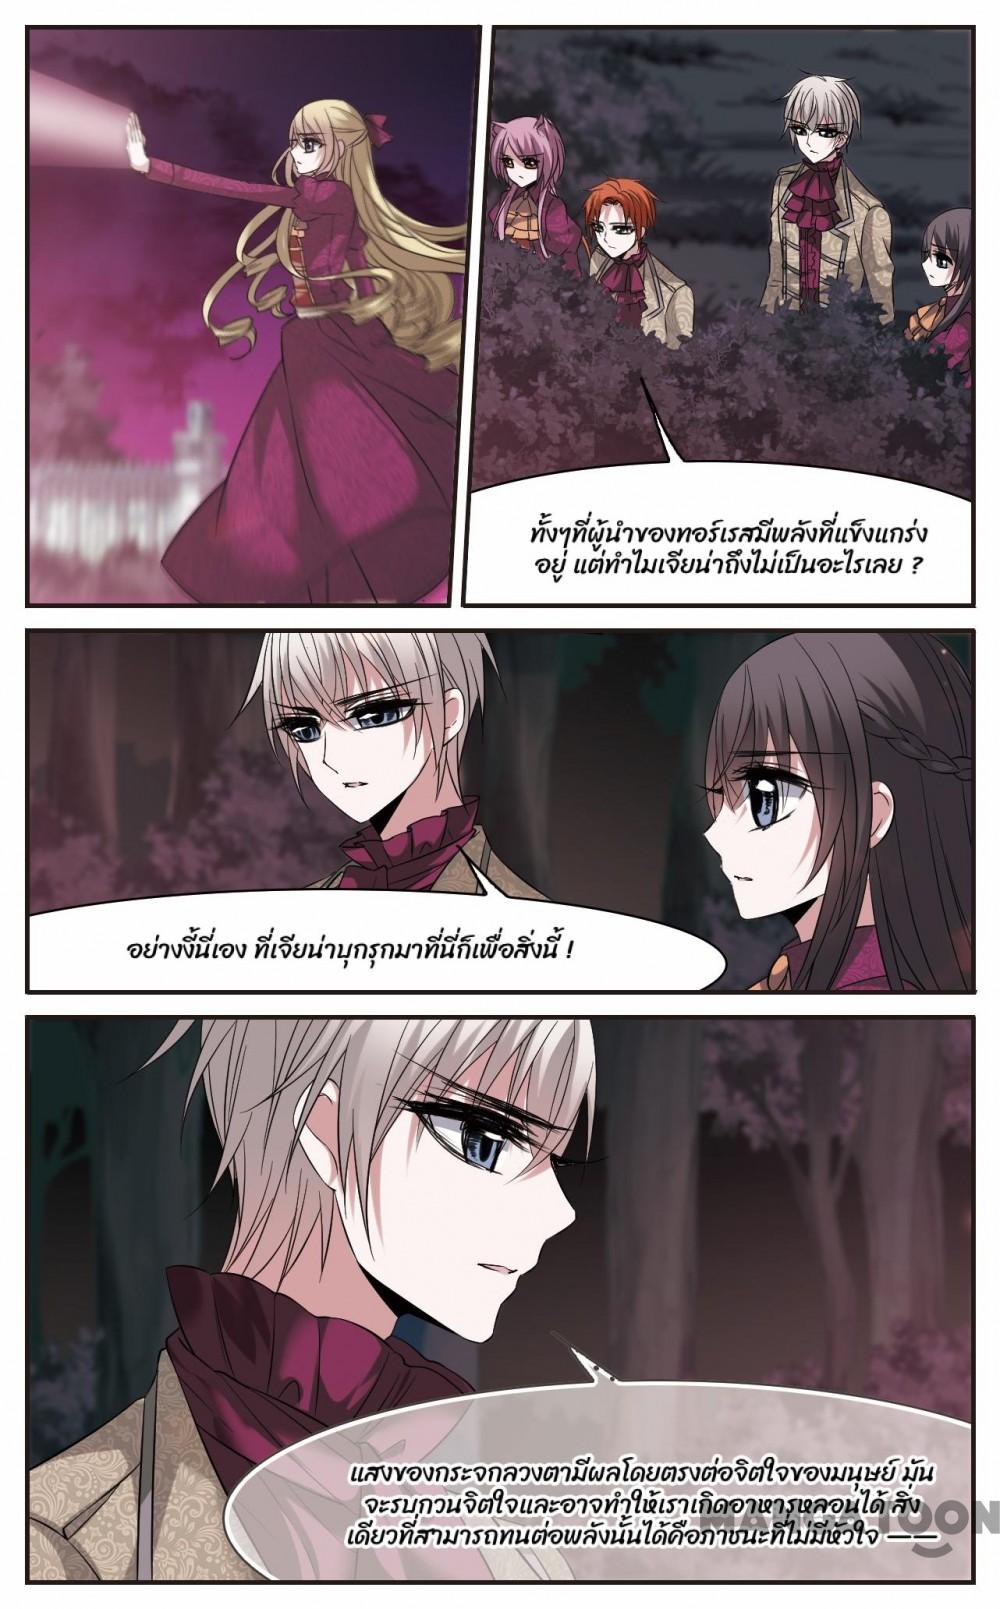 ทั้งๆที่ผู้นำของทอร์เรสมีพลังที่แข็งแกร่ง
อยู่ แต่ทำไมเจียน่าถึงไม่เป็นอะไรเลย ?
อย่างงี้นี่เอง ที่เจียน่าบุกรุกมาที่นี่ก็เพื่อสิ่งนี้ !
แสงของกระจกลวงตามีผลโดยตรงต่อจิตใจของมนุษย์ มัน
จะรบกวนจิตใจและอาจทำให้เราเกิดอาหารหลอนได้ สิ่ง
เดียวที่สามารถทนต่อพลังนั้นได้คือภาชนะที่ไม่มีหัวใจ ——
MANGATOON